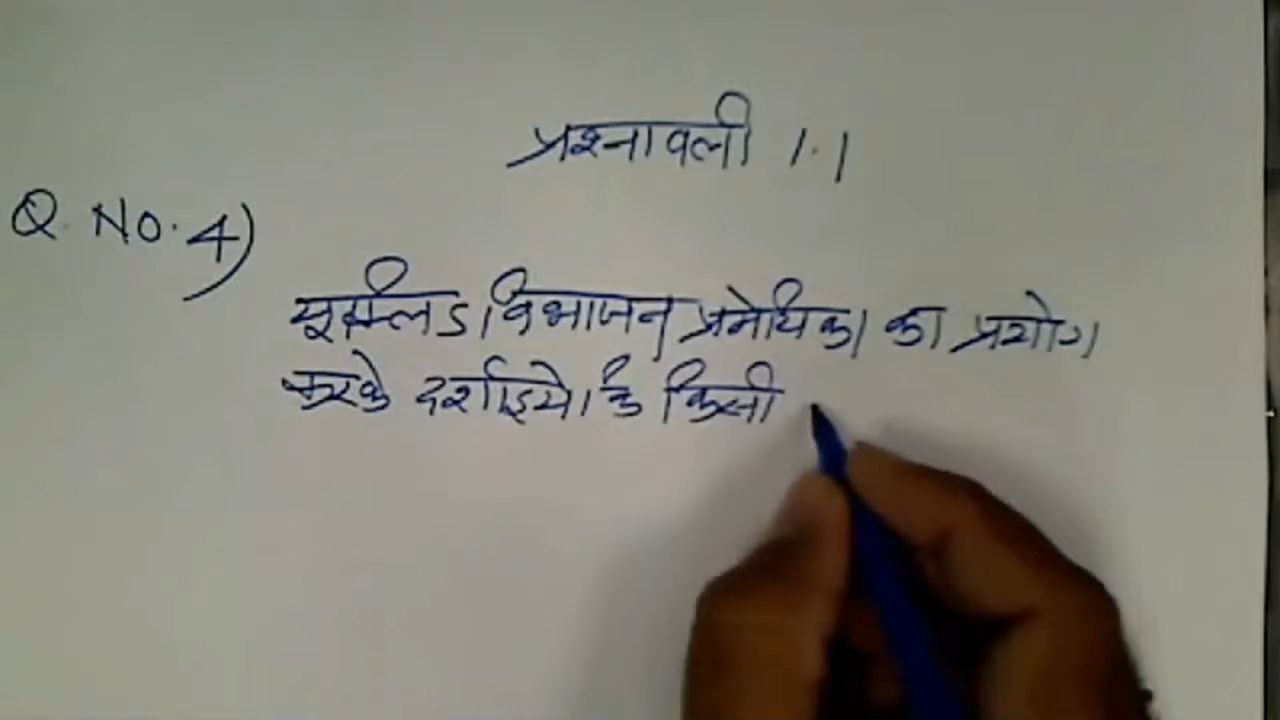 प्रश्नावली 1.1
Q. No. 4)
यूक्लिड विभाजन प्रमेयिका का प्रयोग
करके दर्शाइये कि किसी